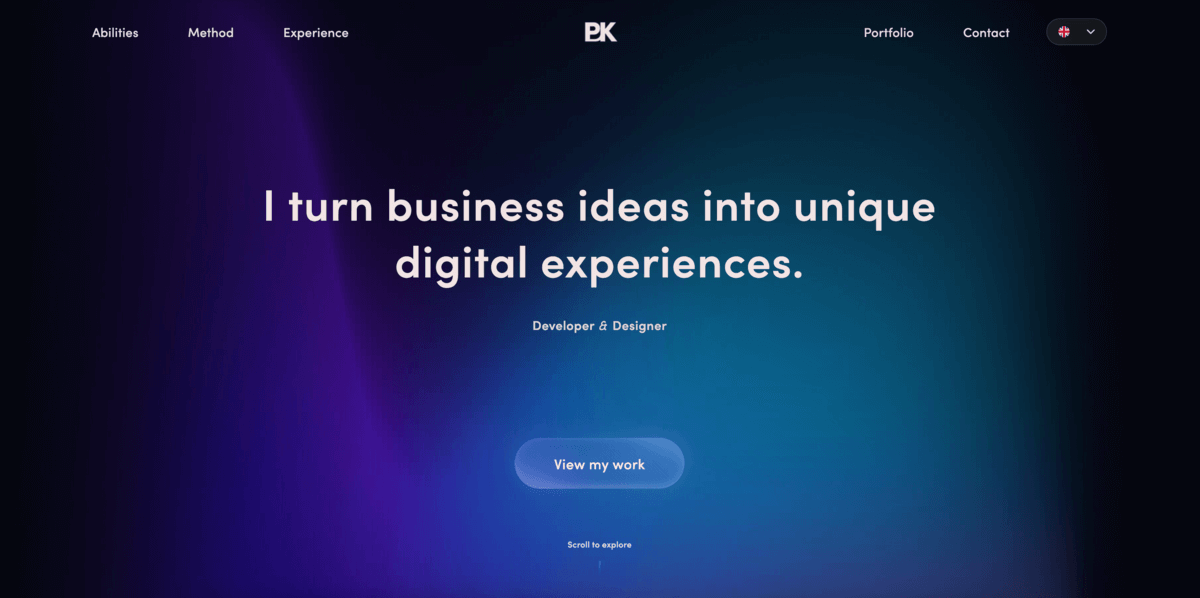 Abilities Method Experience PK Portfolio Contact
I turn business ideas into unique
digital experiences.
Developer & Designer
View my work
Scroll to explore